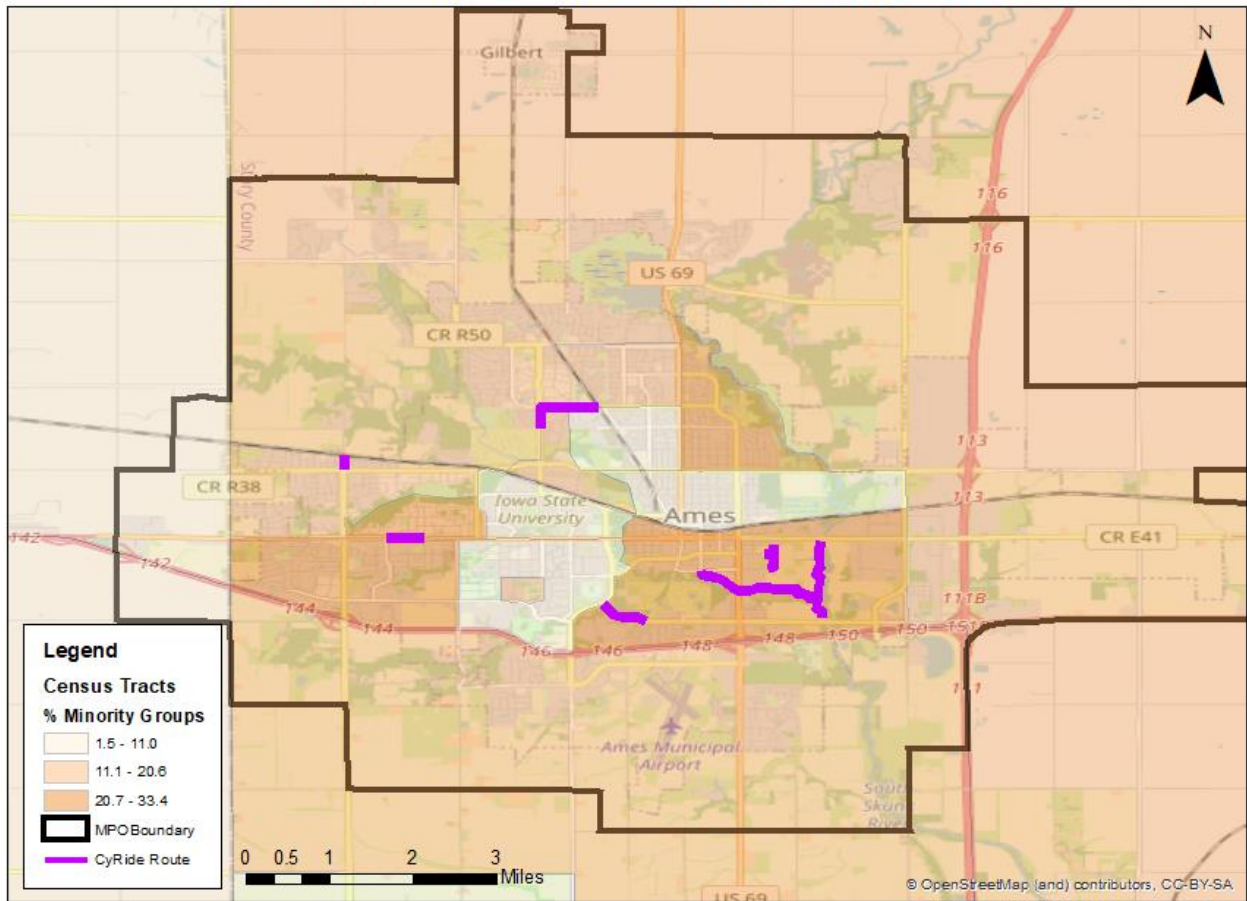 Gilbert
N
Story County
116
116
US 69
CR R50
113
CR R38
Iowa State
University
113
Ames
142
CR E41
142
144
111B
144
146
146
148
148
150
150
Ames Municipal
Airport
South
Skunk
River
US 69
Legend
Census Tracts
% Minority Groups
1.5 - 11.0
11.1 - 20.6
20.7 - 33.4
MPO Boundary
CyRide Route
0 0.5 1 2 3
Miles
© OpenStreetMap (and) contributors, CC-BY-SA